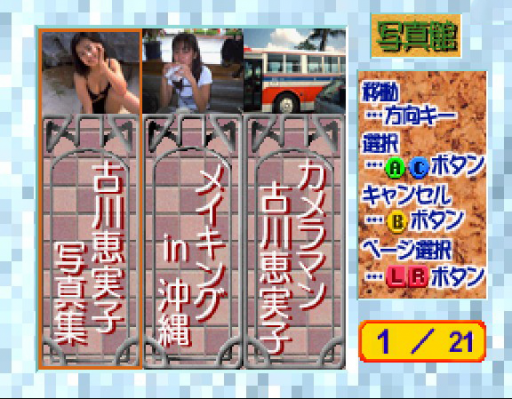 写真館
古川恵実子
写真集
メイキング
in 沖縄
カメラマン
古川恵実子
移動
…方向キー
選択
…A・Cボタン
キャンセル
…Bボタン
ページ選択
…LRボタン
1 / 21